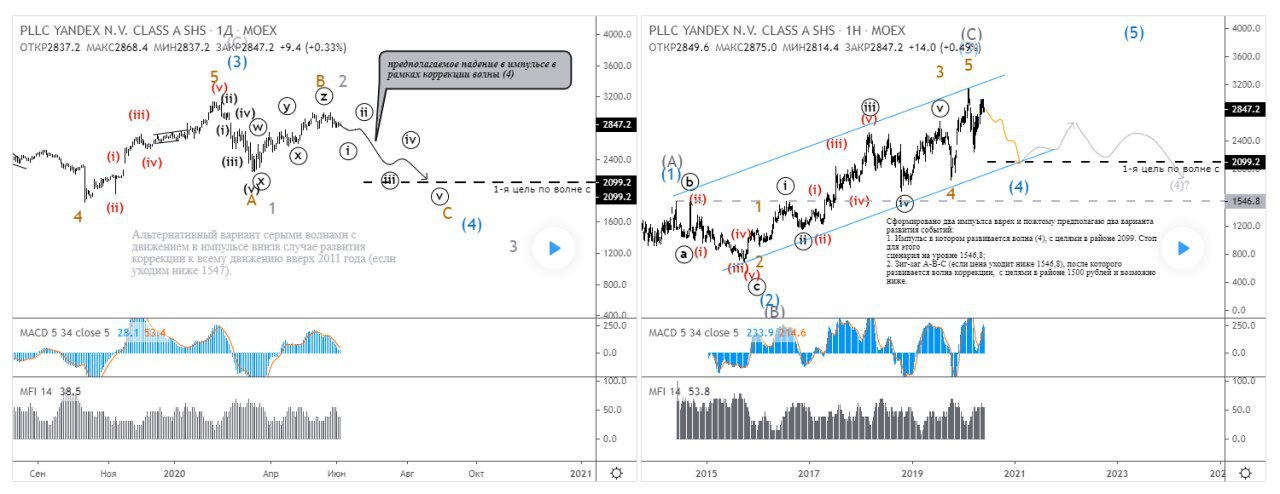 PLLC YANDEX N.V. CLASS A SHS · 1Д · MOEX
ОТКР2837.2 МАКС2868.4 МИН2837.2 ЗАКР2847.2 +9.4 (+0.33%)
(C)
(3)
5
(v)
(ii)
(i)
(iv)
(iii)
(v)
(iii)
(i)
(iv)
(ii)
4
w
y
x
x
A
1
B
z
2
предполагаемое падение в импульсе в
рамках коррекции волны (4)
ii
i
iv
iii
v
C
(4)
3
1-я цель по волне с
Альтернативный вариант серыми волнами с
движением в импульсе вниз в случае развития
коррекции к всему движению вверх 2011 года (если
уходим ниже 1547).
4000.0
3200.0
2847.2
2400.0
2099.2
2099.2
1600.0
1200.0
800.0
400.0
MACD 5 34 close 5 28.1 53.4
250.0
0.0
MFI 14 38.5
100.0
50.0
0.0
Сен
Ноя
2020
Апр
Июн
Авг
Окт
2021
PLLC YANDEX N.V. CLASS A SHS · 1Н · MOEX
ОТКР2849.6 МАКС2875.0 МИН2814.4 ЗАКР2847.2 +14.0 (+0.49%)
(C)
(3)
5
(5)
3
v
iii
(v)
(iii)
(A)
(1)
b
(ii)
a
(i)
(iv)
(iii)
(v)
c
(2)
(B)
1
2
i
ii
(i)
(ii)
(iv)
iv
4
(4)
(4)?
1-я цель по волне с
Сформировано два импульса вврех и поэтому предполагаю два варианта
развития событий:
1. Импульс в котором развивается волна (4), с целями в районе 2099. Стоп
для этого
сценария на уровне 1546,8;
2. Зиг-заг А-В-С (если цена уходит ниже 1546,8), после которого
развивается волна коррекции, с целями в районе 1500 рублей и возможно
ниже.
4000.0
3200.0
2847.2
2400.0
2099.2
1546.8
1200.0
800.0
400.0
0.0
MACD 5 34 close 5 233.9 214.6
250.0
0.0
MFI 14 53.8
100.0
50.0
0.0
2015
2017
2019
2021
2023
202